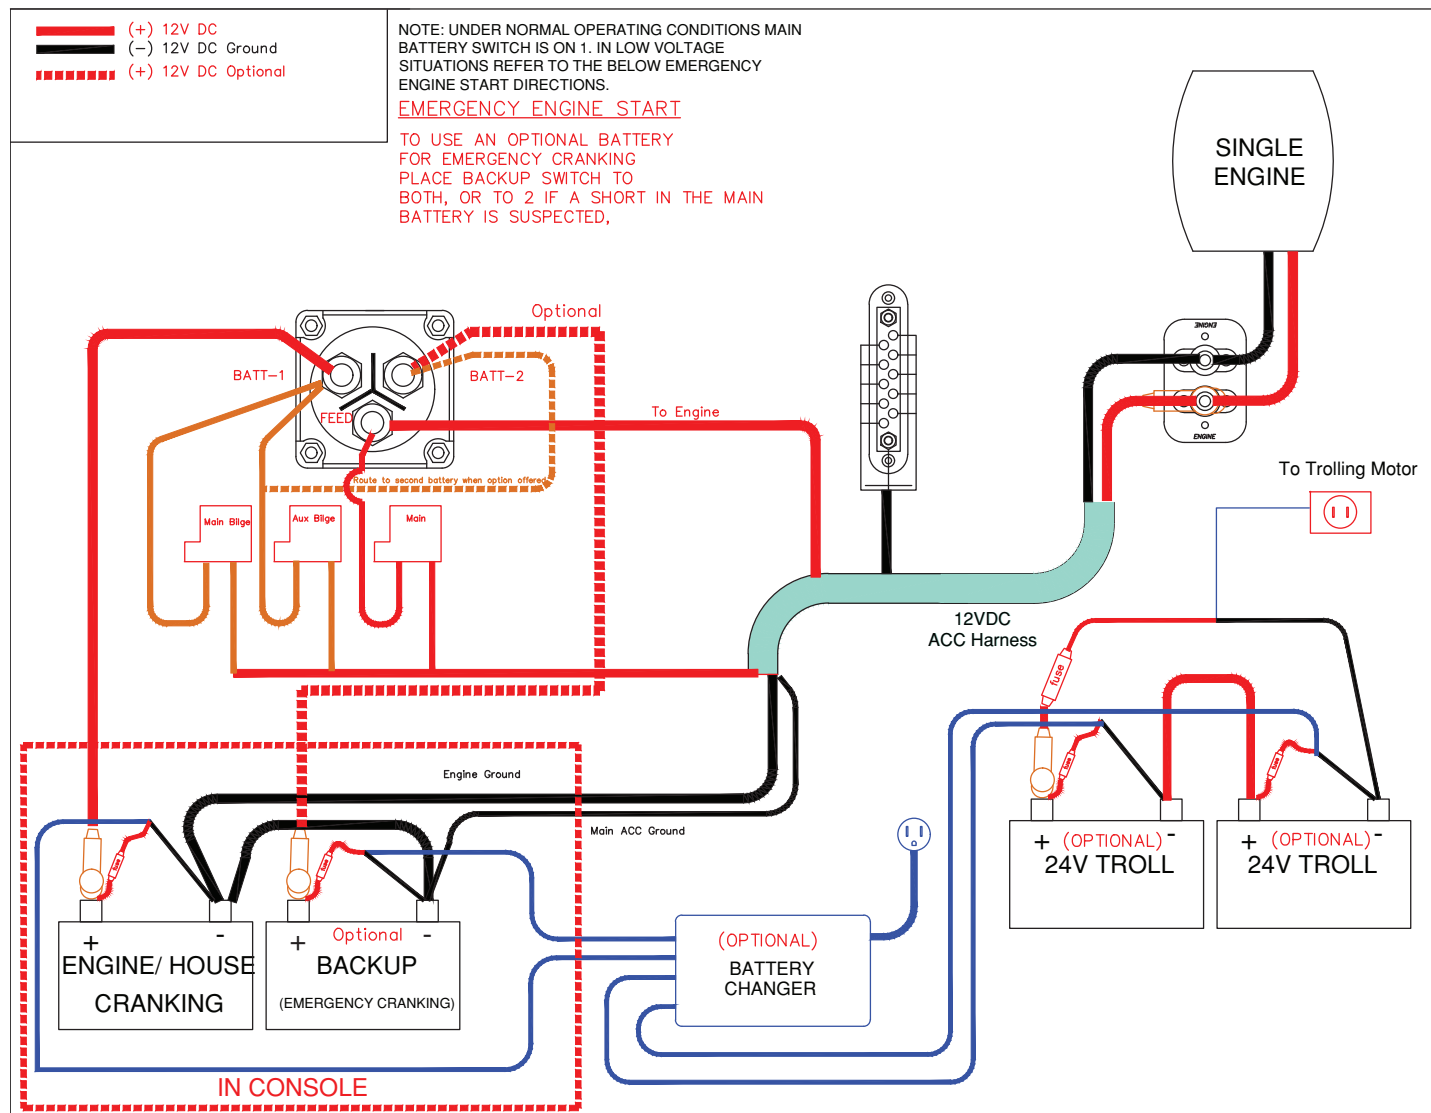 (+) 12V DC
(-) 12V DC Ground
(+) 12V DC Optional
NOTE: UNDER NORMAL OPERATING CONDITIONS MAIN
BATTERY SWITCH IS ON 1. IN LOW VOLTAGE
SITUATIONS REFER TO THE BELOW EMERGENCY
ENGINE START DIRECTIONS.
EMERGENCY ENGINE START
TO USE AN OPTIONAL BATTERY
FOR EMERGENCY CRANKING
PLACE BACKUP SWITCH TO
BOTH, OR TO 2 IF A SHORT IN THE MAIN
BATTERY IS SUSPECTED,
SINGLE
ENGINE
Optional
BATT-1
BATT-2
FEED
To Engine
ENGINE
ENGINE
Route to second battery when option offered
Main Bilge
Aux Bilge
Main
To Trolling Motor
12VDC
ACC Harness
fuse
fuse
fuse
Engine Ground
Main ACC Ground
fuse
fuse
+ -
Optional
+ -
ENGINE/ HOUSE
CRANKING
BACKUP
(EMERGENCY CRANKING)
IN CONSOLE
(OPTIONAL)
BATTERY
CHANGER
+ (OPTIONAL) -
24V TROLL
+ (OPTIONAL) -
24V TROLL